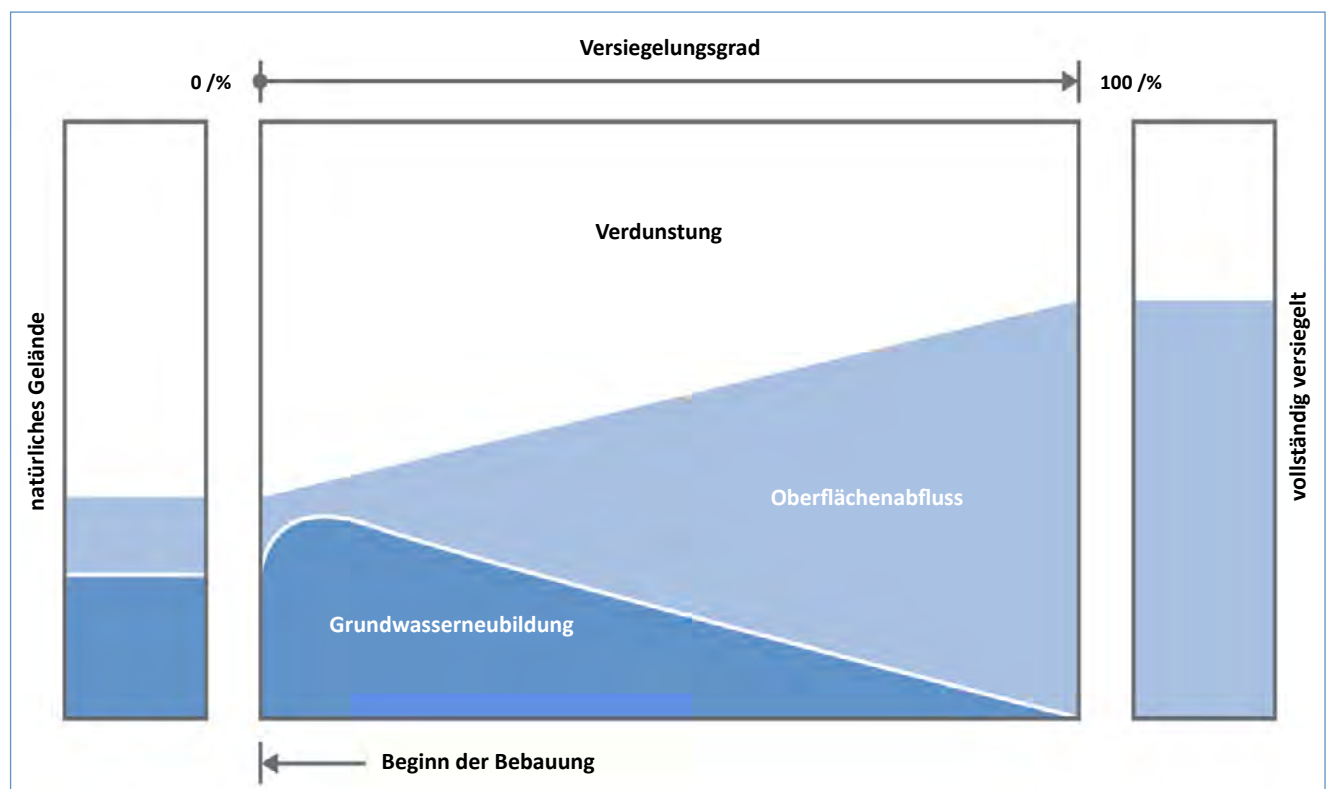 Versiegelungsgrad
0 /%
100 /%
Verdunstung
natürliches Gelände
vollständig versiegelt
Oberflächenabfluss
Grundwasserneubildung
Beginn der Bebauung